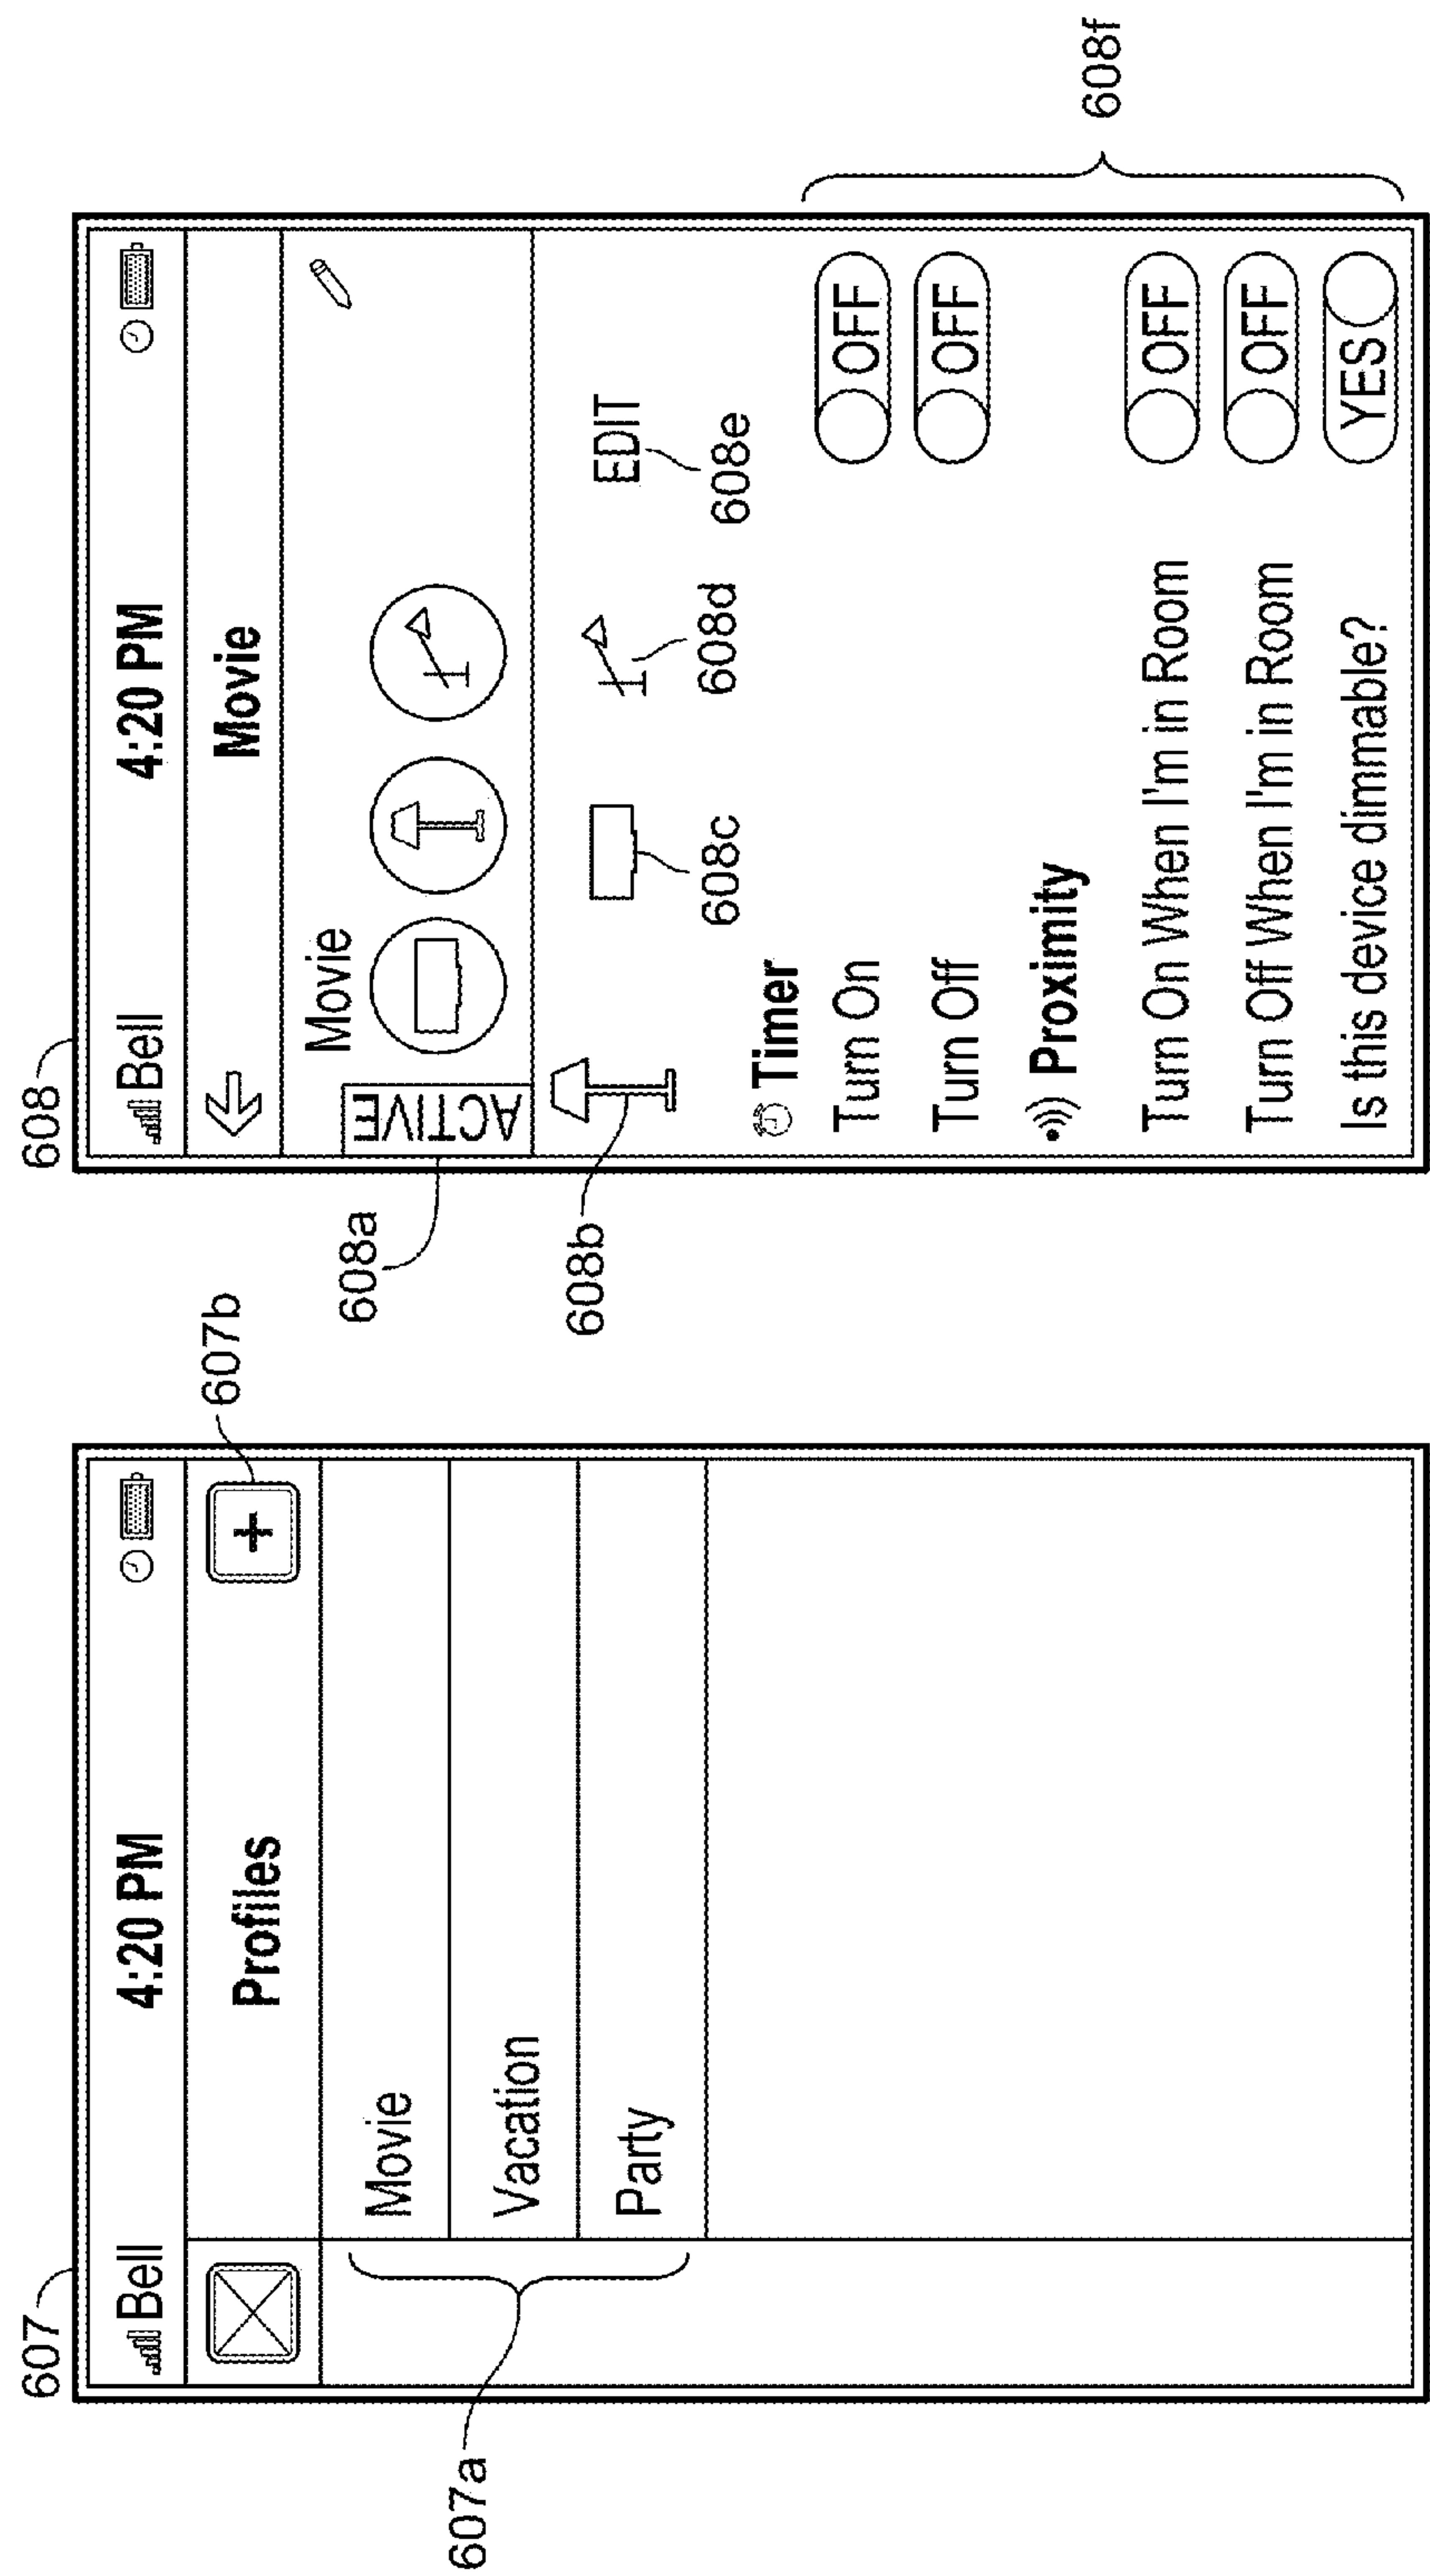 607
Bell 4:20 PM
Profiles +
607b
Movie
Vacation
Party
607a
608
Bell 4:20 PM
Movie
Movie
ACTIVE
608a
EDIT
608b
608c
608d
608e
Timer
Turn On OFF
Turn Off OFF
Proximity
Turn On When I'm in Room OFF
Turn Off When I'm in Room OFF
Is this device dimmable? YES
608f